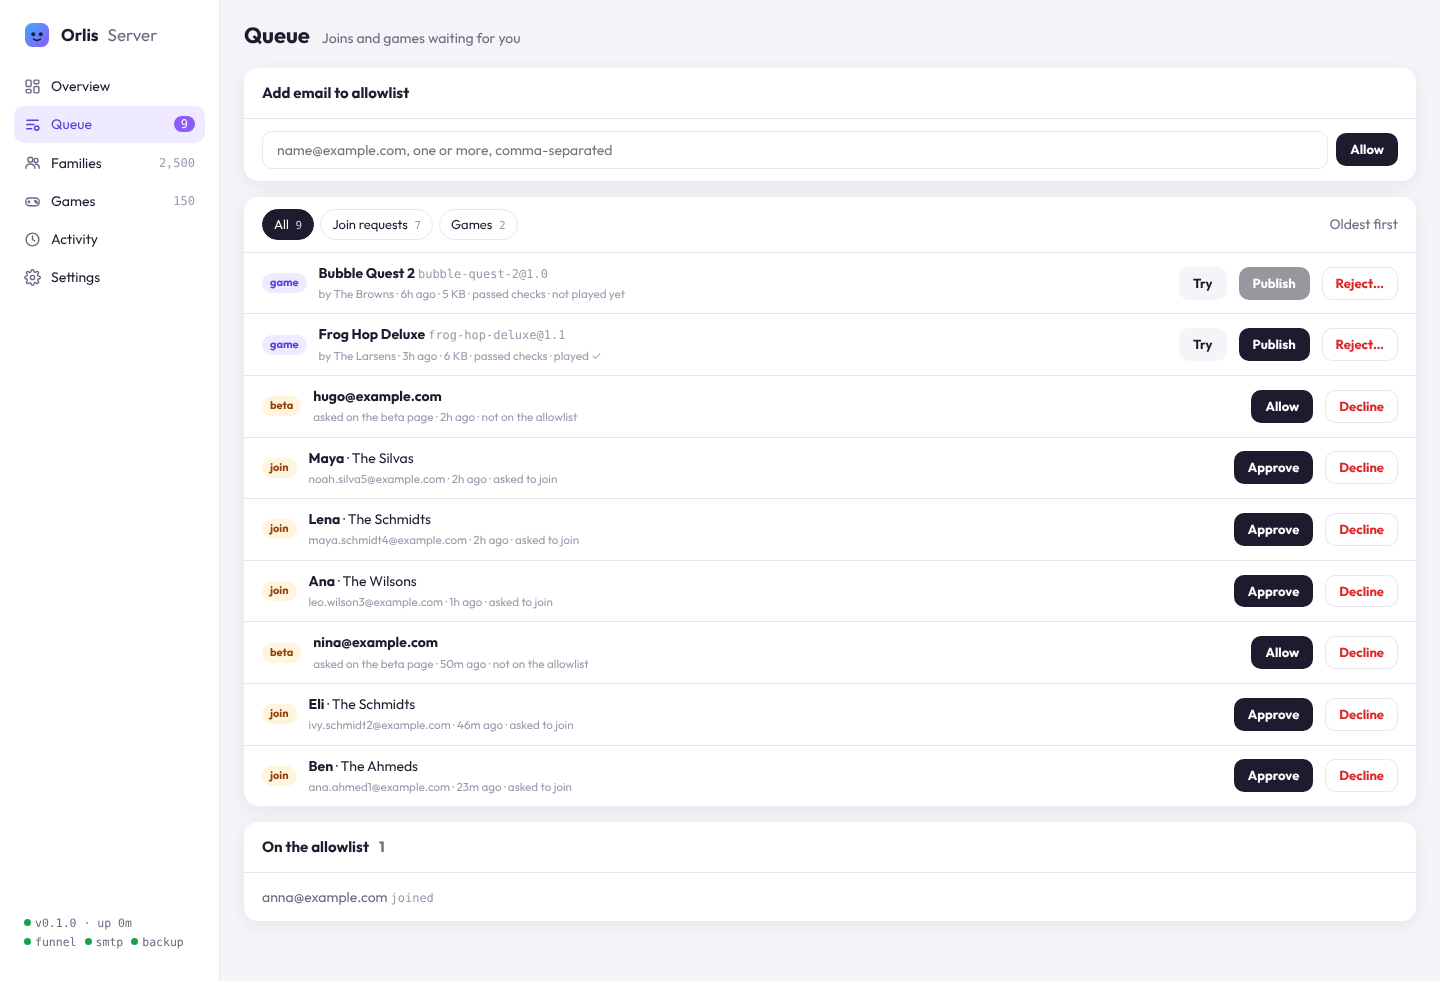 Orlis Server
Overview
Queue 9
Families 2,500
Games 150
Activity
Settings
v0.1.0 · up 0m
funnel smtp backup
Queue Joins and games waiting for you
Add email to allowlist
name@example.com, one or more, comma-separated Allow
All 9 Join requests 7 Games 2 Oldest first
game Bubble Quest 2 bubble-quest-2@1.0
by The Browns · 6h ago · 5 KB · passed checks · not played yet
Try Publish Reject...
game Frog Hop Deluxe frog-hop-deluxe@1.1
by The Larsens · 3h ago · 6 KB · passed checks · played ✓
Try Publish Reject...
beta hugo@example.com
asked on the beta page · 2h ago · not on the allowlist
Allow Decline
join Maya · The Silvas
noah.silva5@example.com · 2h ago · asked to join
Approve Decline
join Lena · The Schmidts
maya.schmidt4@example.com · 2h ago · asked to join
Approve Decline
join Ana · The Wilsons
leo.wilson3@example.com · 1h ago · asked to join
Approve Decline
beta nina@example.com
asked on the beta page · 50m ago · not on the allowlist
Allow Decline
join Eli · The Schmidts
ivy.schmidt2@example.com · 46m ago · asked to join
Approve Decline
join Ben · The Ahmeds
ana.ahmed1@example.com · 23m ago · asked to join
Approve Decline
On the allowlist 1
anna@example.com joined